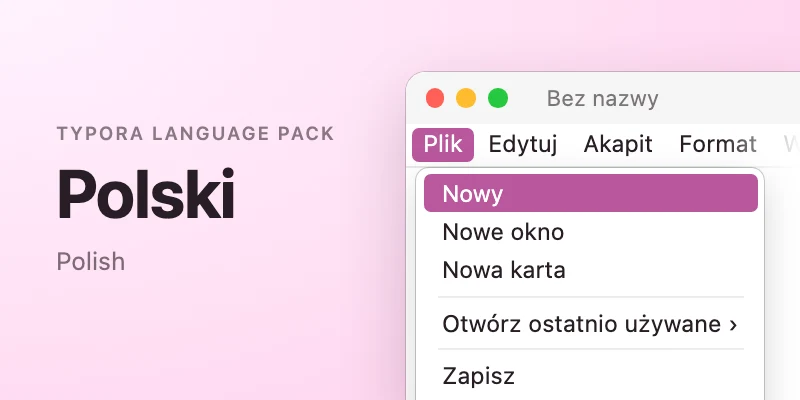 TYPORA LANGUAGE PACK
Polski
Polish
Bez nazwy
Plik Edytuj Akapit Format
Nowy
Nowe okno
Nowa karta
Otwórz ostatnio używane ›
Zapisz